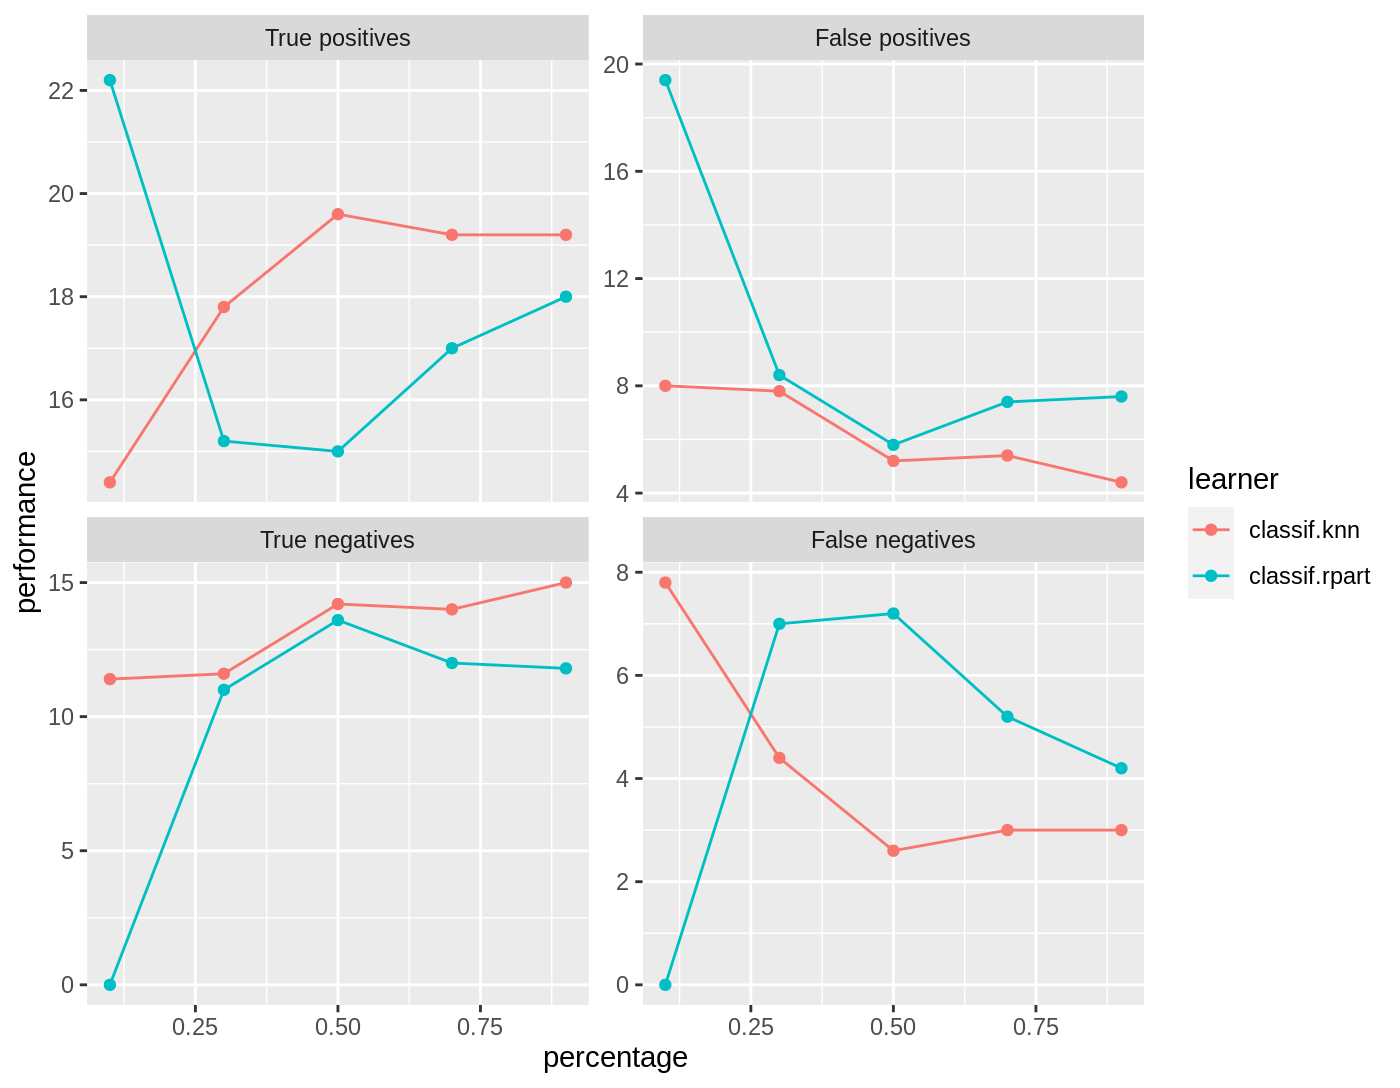 True positives
False positives
22
20
18
16
20
16
12
8
4
True negatives
False negatives
15
10
5
0
8
6
4
2
0
0.25 0.50 0.75
0.25 0.50 0.75
percentage
performance
learner
classif.knn
classif.rpart